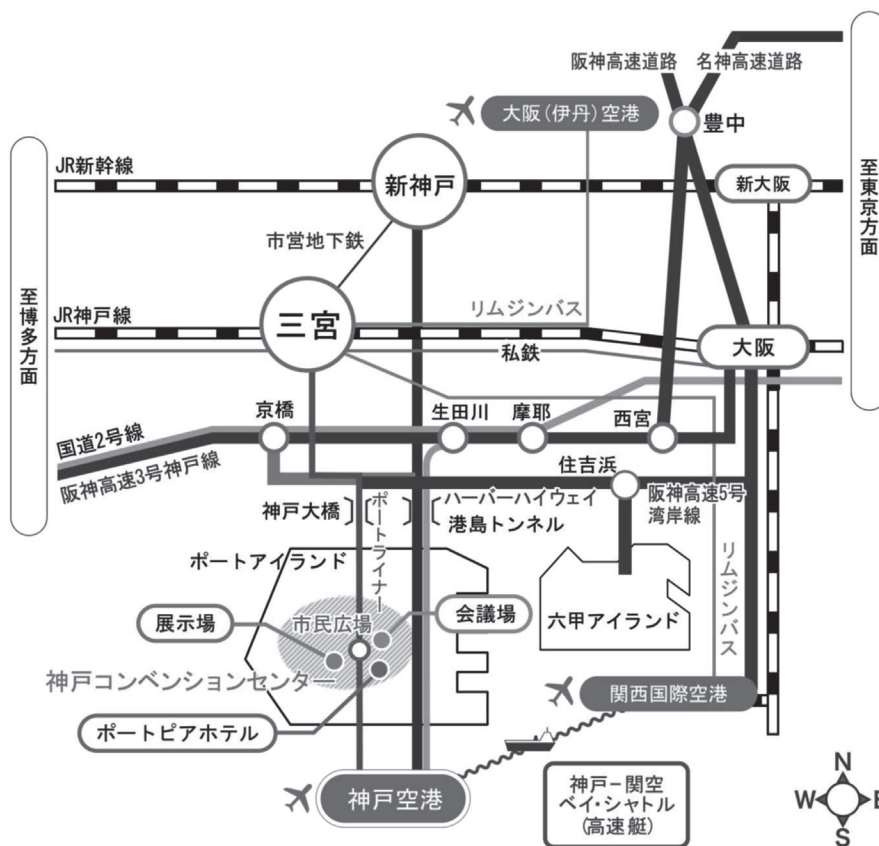 阪神高速道路
名神高速道路
大阪(伊丹)空港
豊中
至東京方面
JR新幹線
新神戸
新大阪
市営地下鉄
至博多方面
JR神戸線
三宮
リムジンバス
私鉄
大阪
京橋
生田川
摩耶
西宮
国道2号線
阪神高速3号神戸線
住吉浜
神戸大橋
ポートライナー
ハーバーハイウェイ
港島トンネル
阪神高速5号
湾岸線
リムジンバス
ポートアイランド
展示場
市民広場
会議場
六甲アイランド
神戸コンベンションセンター
ポートピアホテル
関西国際空港
神戸空港
神戸-関空
ベイ・シャトル
(高速艇)
N
W
E
S